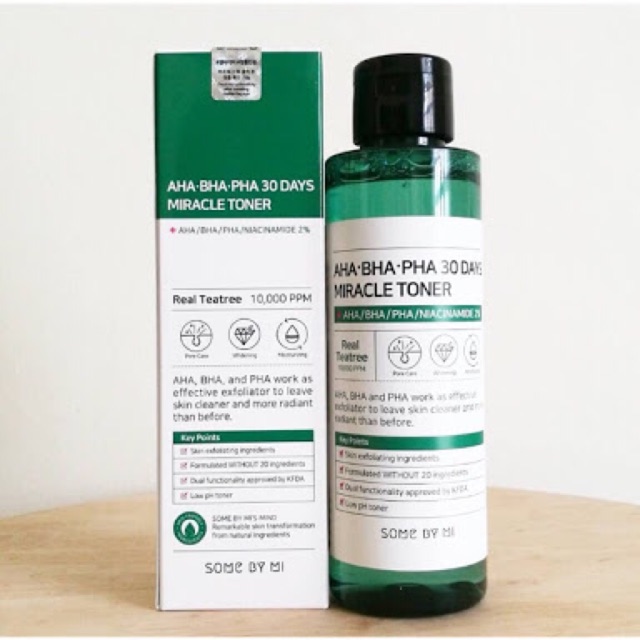 AHA·BHA·PHA 30 DAYS
MIRACLE TONER
+ AHA/BHA/PHA/NIACINAMIDE 2%
Real Teatree 10,000 PPM
Pore Care Whitening Moisturizing
AHA, BHA, and PHA work as
effective exfoliator to leave
skin cleaner and more radiant
than before.
Key Points
Skin exfoliating ingredients
Formulated WITHOUT 20 ingredients
Dual functionality approved by KFDA
Low pH toner
SOME BY MI'S MIND
Remarkable skin transformation
from natural ingredients
SOME BY MI
AHA·BHA·PHA 30 DAYS
MIRACLE TONER
+ AHA/BHA/PHA/NIACINAMIDE 2%
Real
Teatree
10,000 PPM
Pore Care Whitening
AHA, BHA and PHA work as
effective
exfoliator to leave skin
cleaner and more radiant
than before.
Key Points
Skin exfoliating ingredients
Formulated WITHOUT 20 ingredients
Dual functionality approved by KFDA
Low pH toner
SOME BY MI